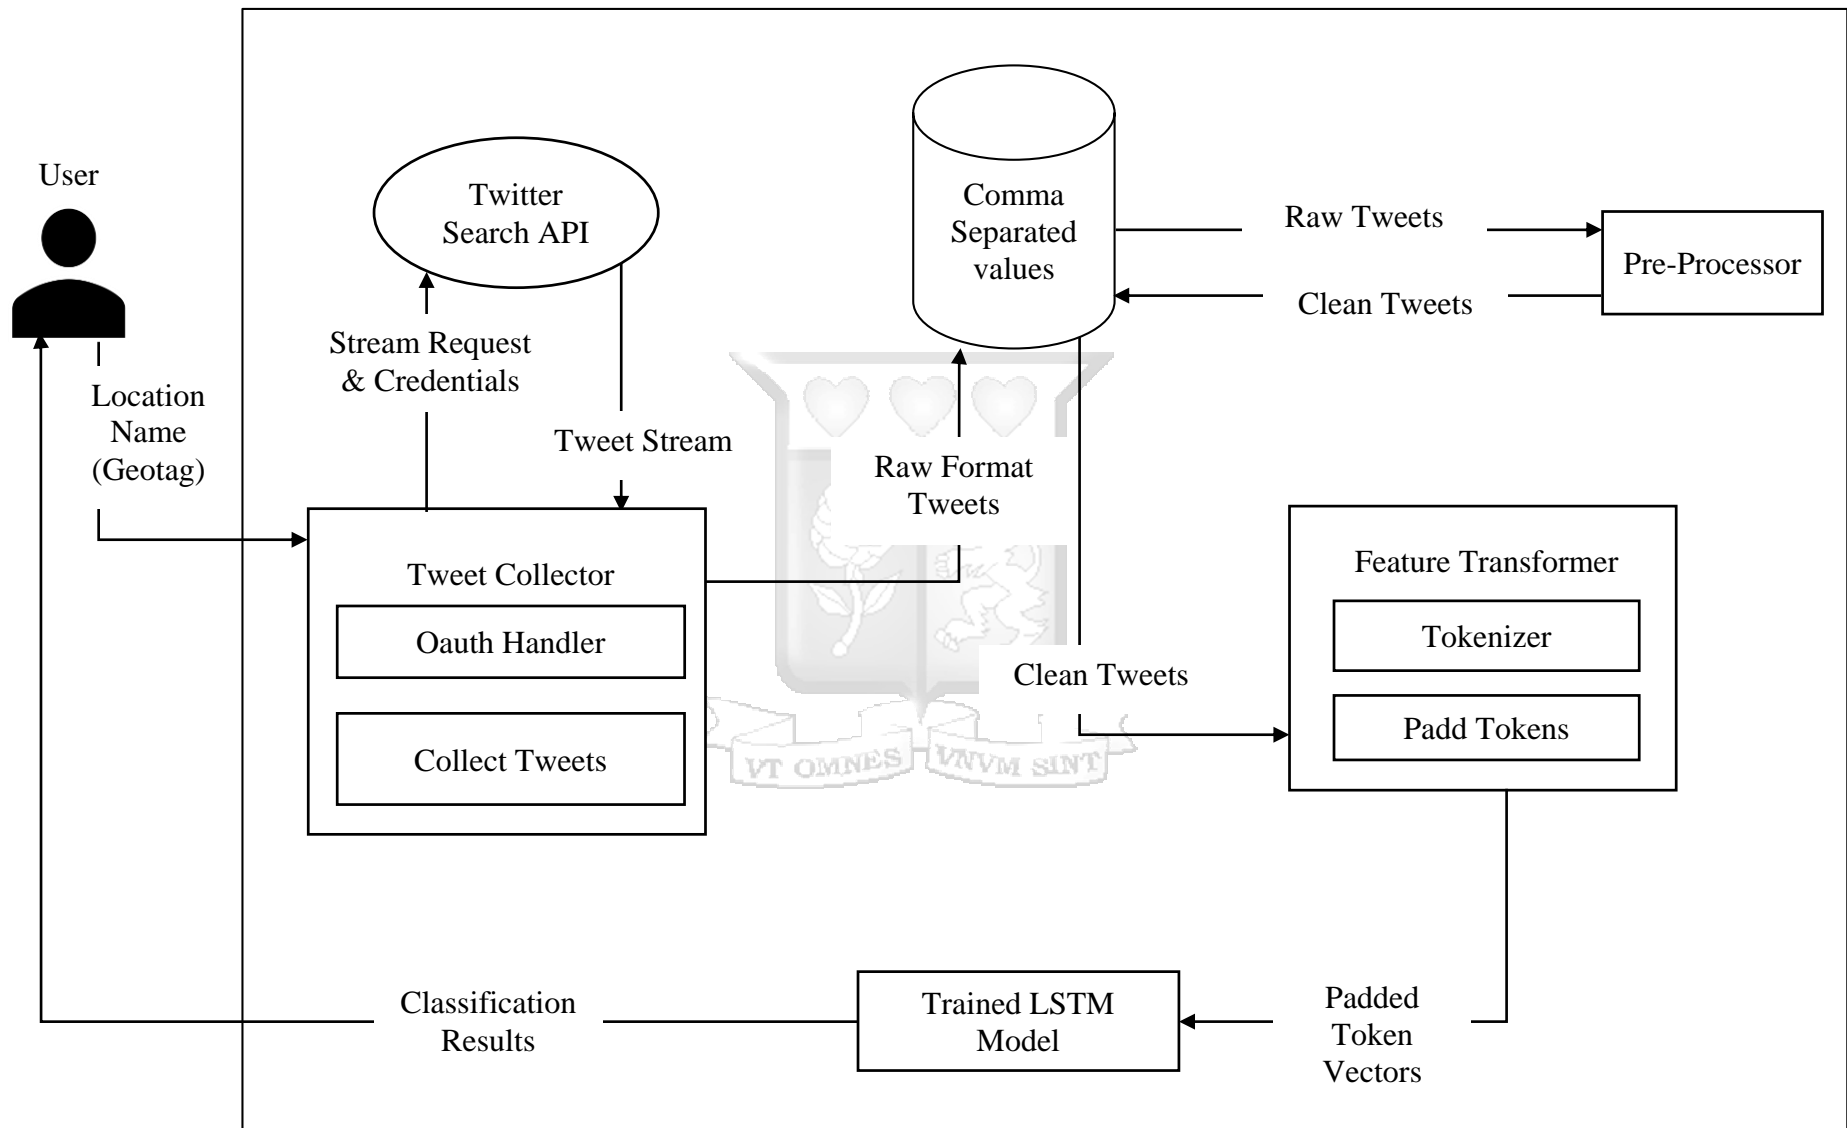 User
Location
Name
(Geotag)
Twitter
Search API
Stream Request
& Credentials
Tweet Stream
Tweet Collector
Oauth Handler
Collect Tweets
Raw Format
Tweets
Comma
Separated
values
Raw Tweets
Clean Tweets
Pre-Processor
Clean Tweets
Feature Transformer
Tokenizer
Padd Tokens
Padded
Token
Vectors
Trained LSTM
Model
Classification
Results
VT OMNES
VNVM SINT